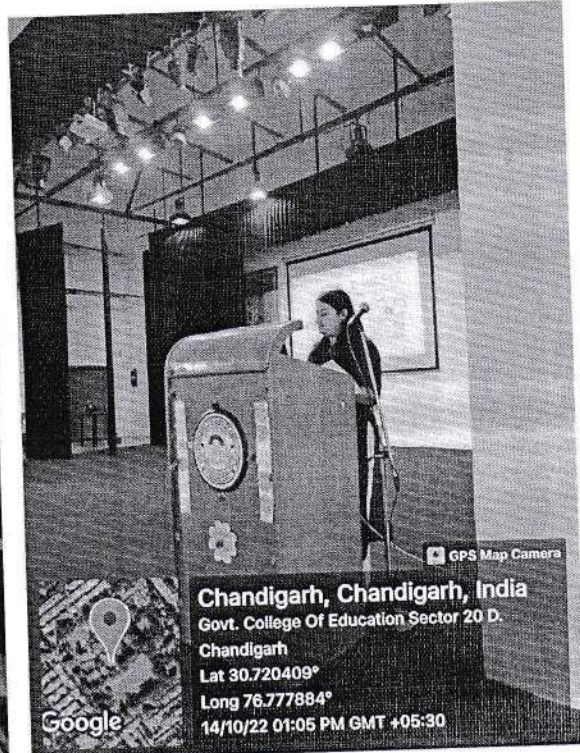 GPS Map Camera
Chandigarh, Chandigarh, India
Govt. College Of Education Sector 20 D.
Chandigarh
Lat 30.720409°
Long 76.777884°
14/10/22 01:05 PM GMT +05:30
Google